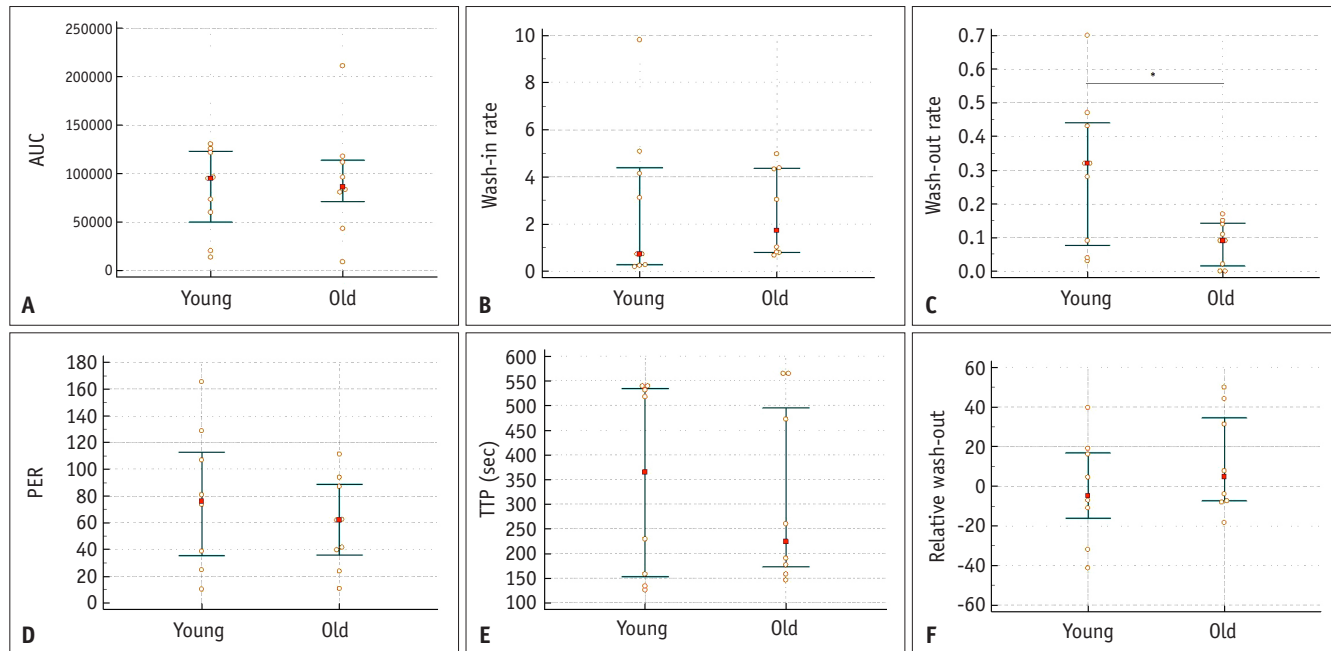 250000
200000
150000
100000
50000
0
AUC
Young
Old
A
10
8
6
4
2
0
Wash-in rate
Young
Old
B
0.7
0.6
0.5
0.4
0.3
0.2
0.1
0.0
Wash-out rate
*
Young
Old
C
180
160
140
120
100
80
60
40
20
0
PER
Young
Old
D
600
550
500
450
400
350
300
250
200
150
100
TTP (sec)
Young
Old
E
60
40
20
0
-20
-40
-60
Relative wash-out
Young
Old
F